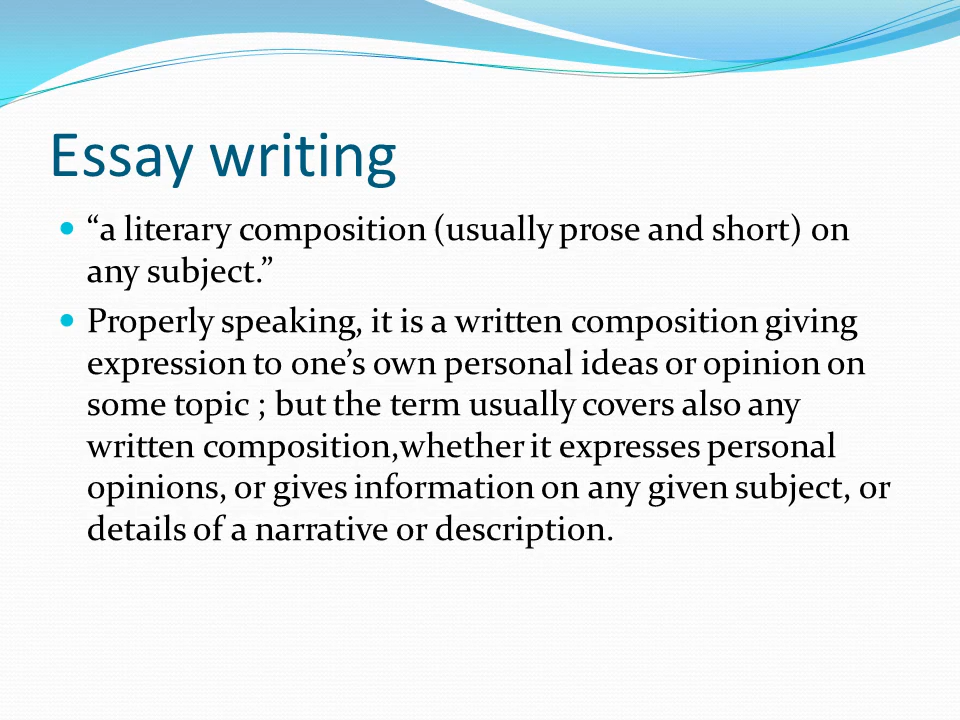 Essay writing
“a literary composition (usually prose and short) on
any subject.”
Properly speaking, it is a written composition giving
expression to one’s own personal ideas or opinion on
some topic ; but the term usually covers also any
written composition,whether it expresses personal
opinions, or gives information on any given subject, or
details of a narrative or description.